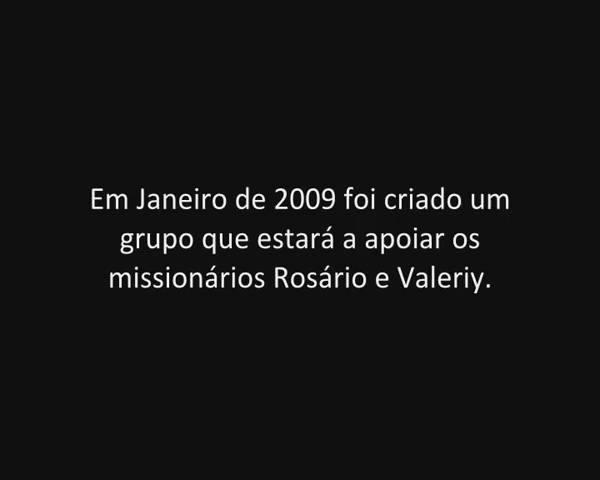 Em Janeiro de 2009 foi criado um
grupo que estará a apoiar os
missionários Rosário e Valeriy.